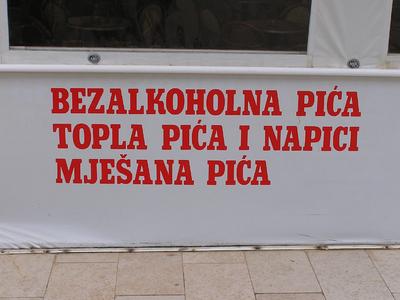 BEZALKOHOLNA PIĆA
TOPLA PIĆA I NAPICI
MJEŠANA PIĆA